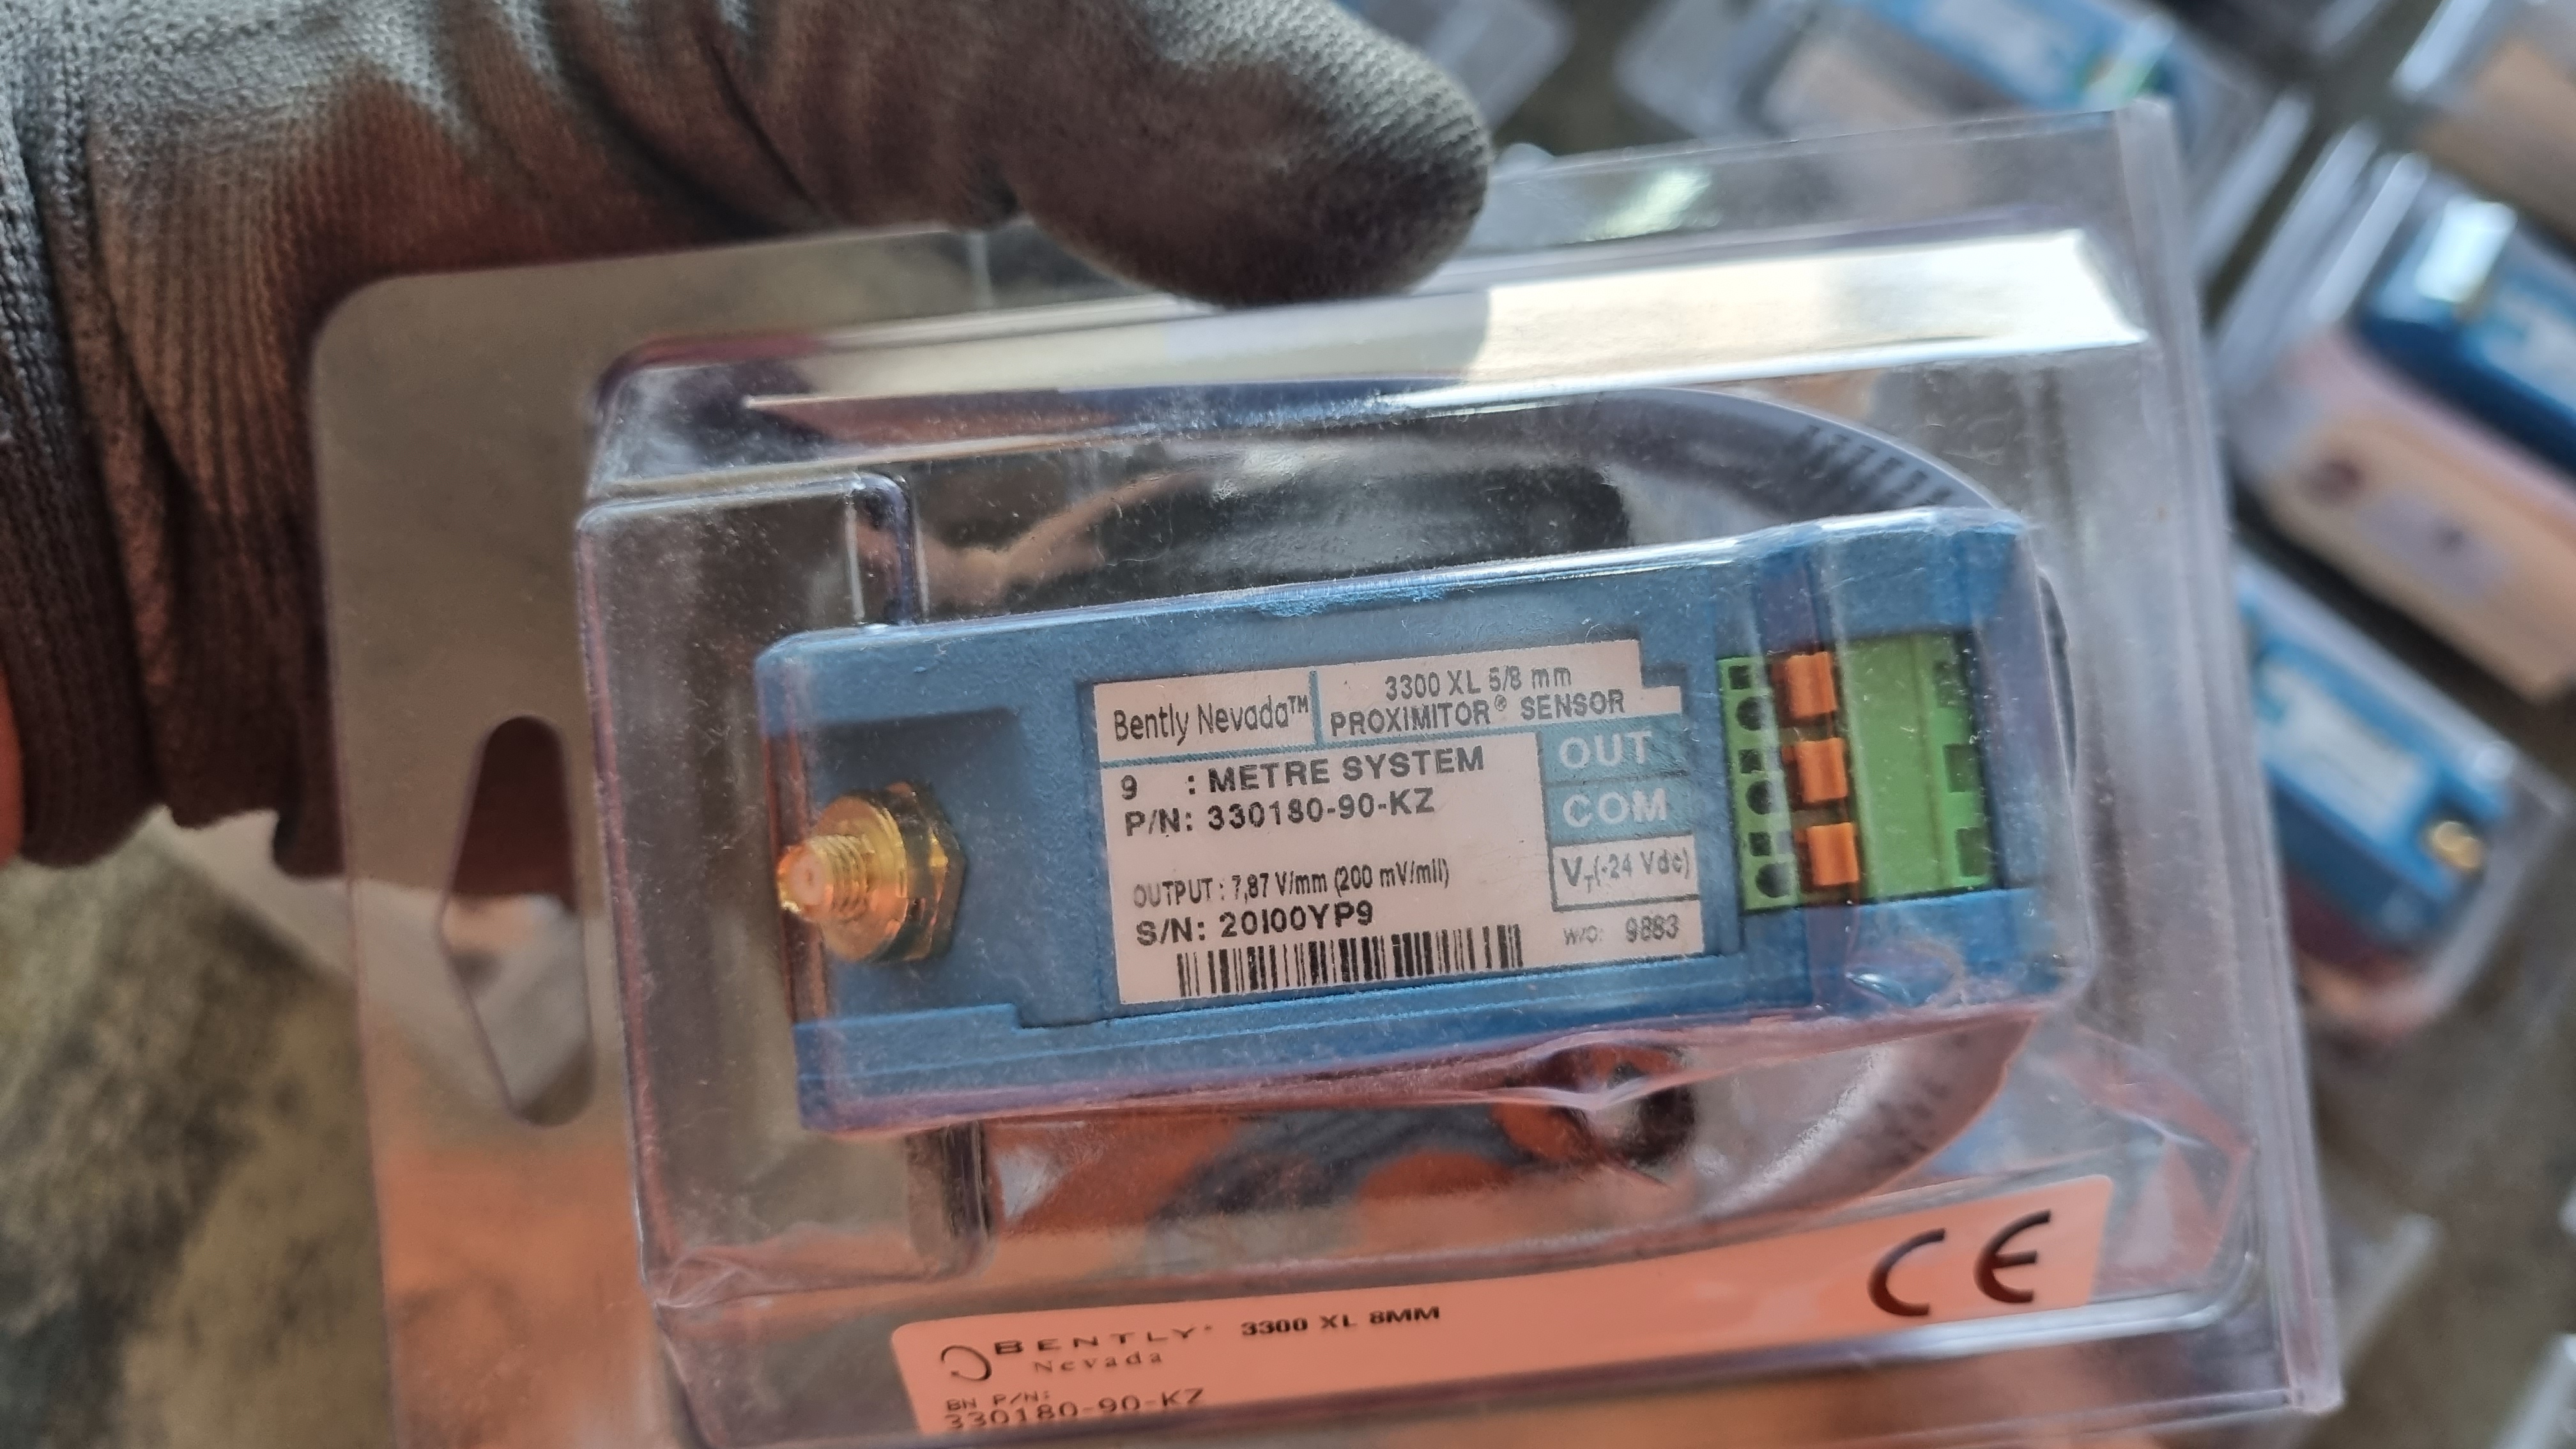 Bently Nevada™
3300 XL 5/8 mm
PROXIMITOR® SENSOR
9 : METRE SYSTEM
P/N: 330180-90-KZ
OUTPUT : 7,87 V/mm (200 mV/mil)
S/N: 20I00YP9
OUT
COM
VT(-24 Vdc)
W/O: 9883
BENTLY® 3300 XL 8MM
Nevada
BN P/N:
330180-90-KZ
CE